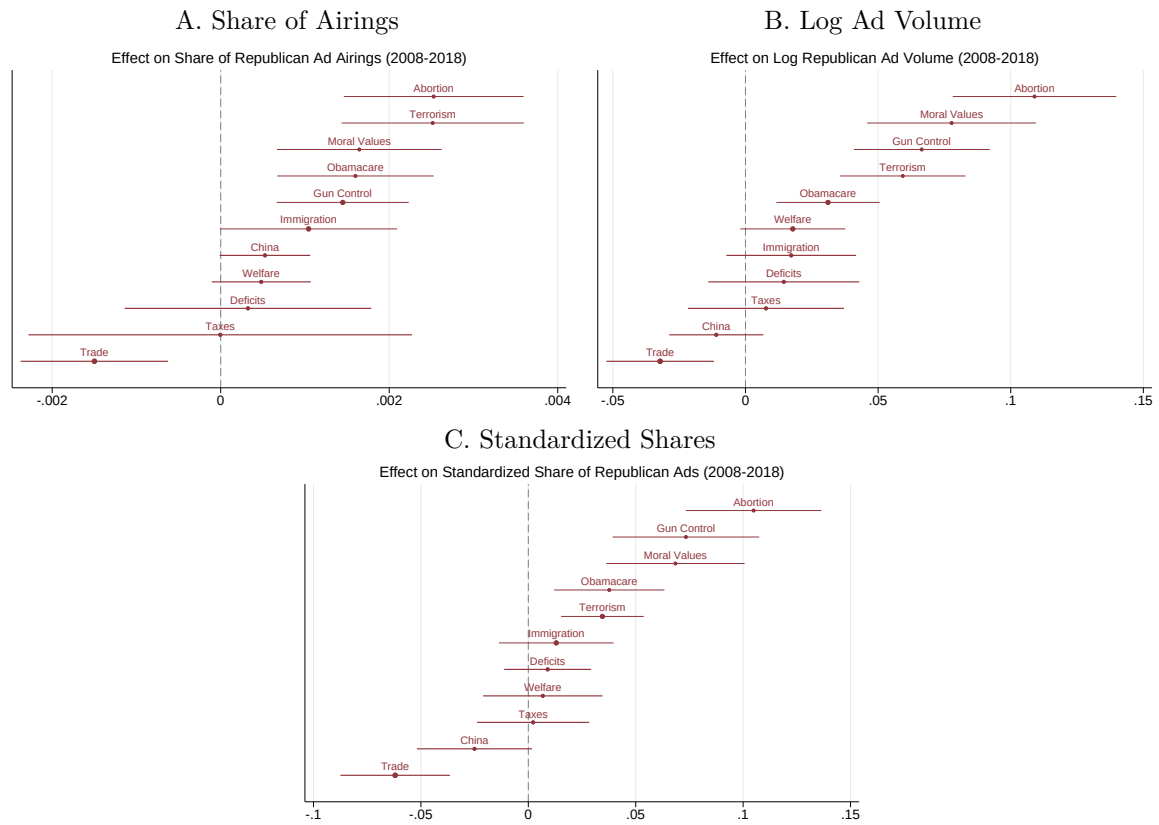 A. Share of Airings
Effect on Share of Republican Ad Airings (2008-2018)
Abortion
Terrorism
Moral Values
Obamacare
Gun Control
Immigration
China
Welfare
Deficits
Taxes
Trade
-.002 0 .002 .004
B. Log Ad Volume
Effect on Log Republican Ad Volume (2008-2018)
Abortion
Moral Values
Gun Control
Terrorism
Obamacare
Welfare
Immigration
Deficits
Taxes
China
Trade
-.05 0 .05 .1 .15
C. Standardized Shares
Effect on Standardized Share of Republican Ads (2008-2018)
Abortion
Gun Control
Moral Values
Obamacare
Terrorism
Immigration
Deficits
Welfare
Taxes
China
Trade
-.1 -.05 0 .05 .1 .15